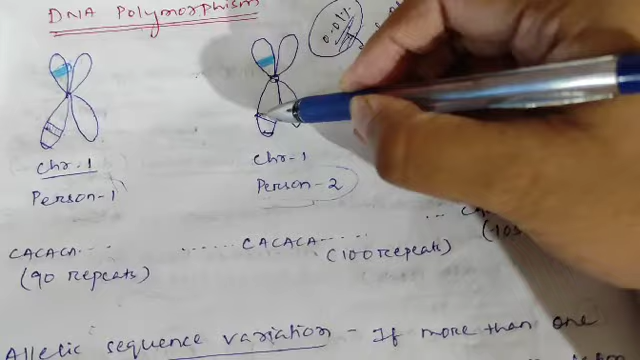 DNA Polymorphism
0.01%
Chr-1 Chr-1
Person-1 Person-2
CACACA.... ......CACACA.....
(90 repeats) (100 repeats)
Allelic sequence variation - If more than one